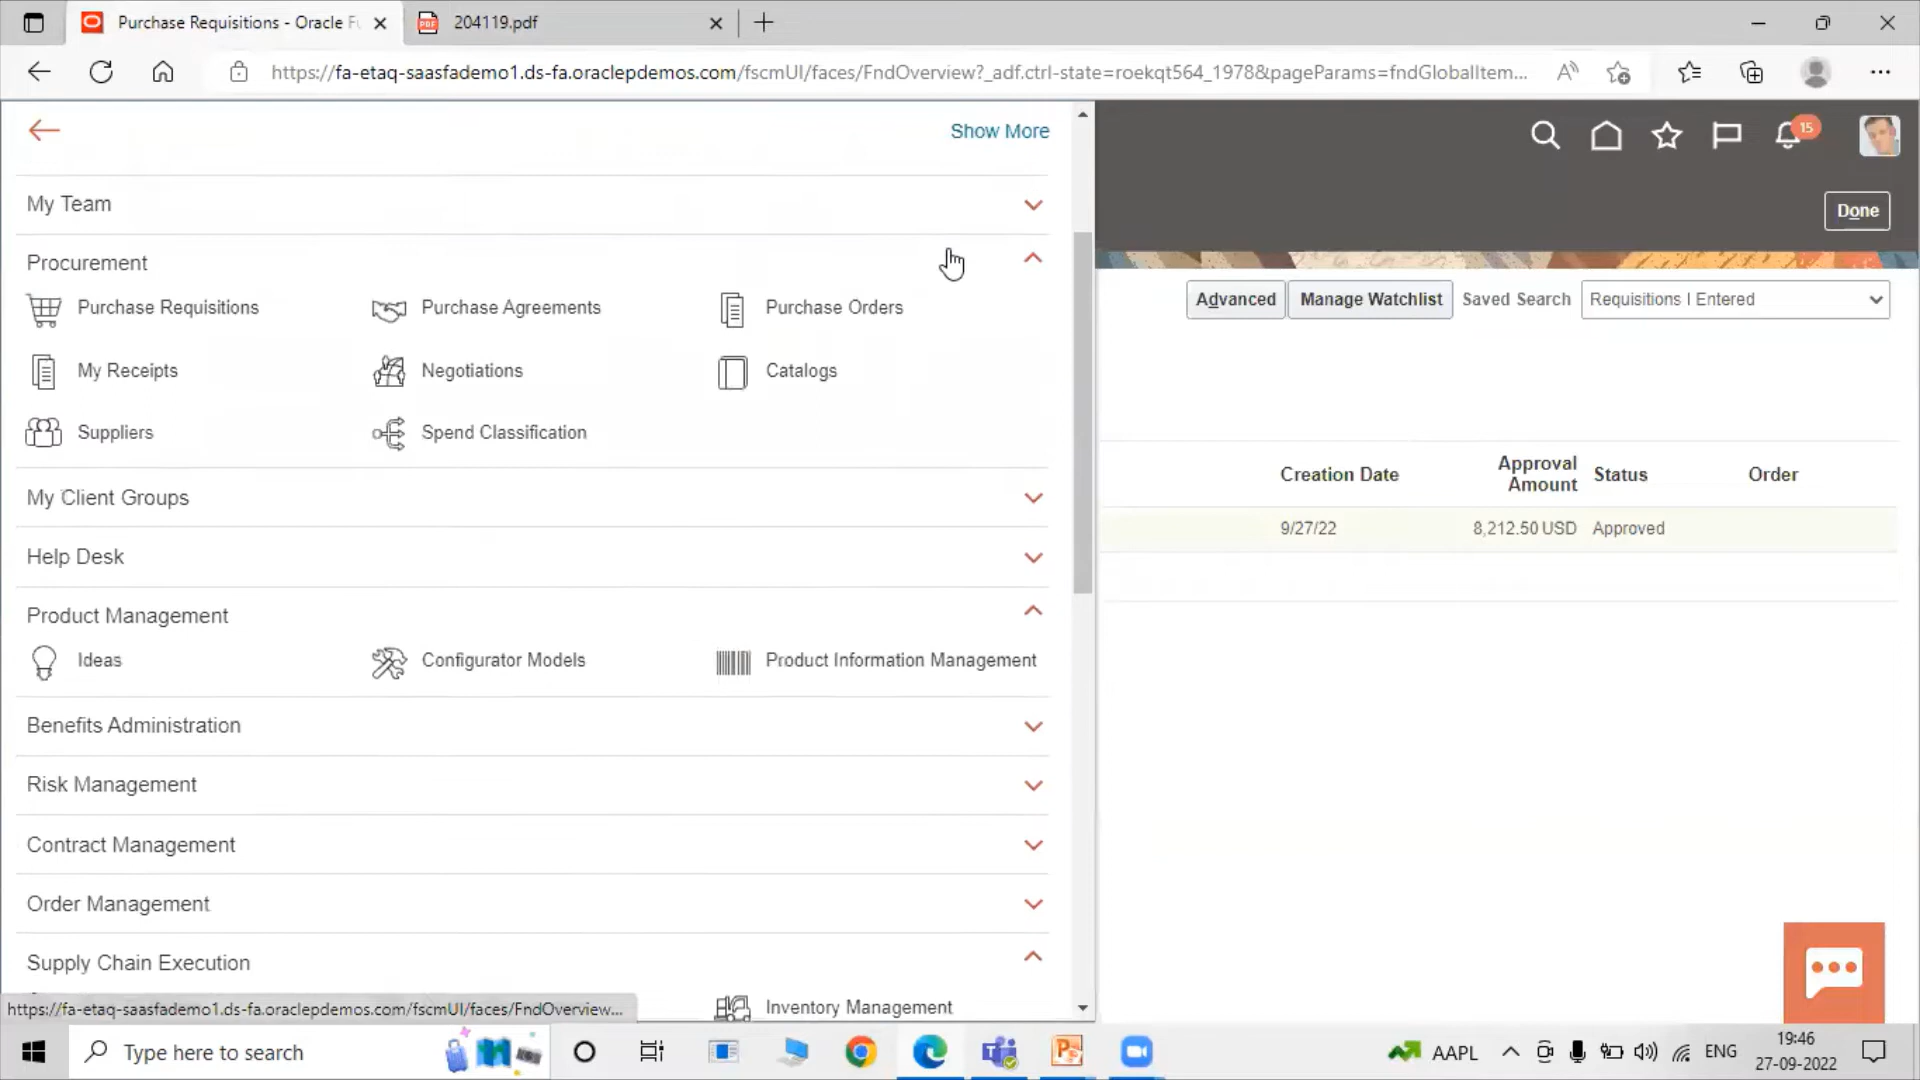 Purchase Requisitions - Oracle Fu
204119.pdf
https://fa-etaq-saasfademo1.ds-fa.oraclepdemos.com/fscmUI/faces/FndOverview?_adf.ctrl-state=roekqt564_1978&pageParams=fndGlobalItem...
Show More
15
My Team
Done
Procurement
Purchase Requisitions
Purchase Agreements
Purchase Orders
Advanced
Manage Watchlist
Saved Search
Requisitions I Entered
My Receipts
Negotiations
Catalogs
Suppliers
Spend Classification
Creation Date
Approval Amount
Status
Order
My Client Groups
9/27/22
8,212.50 USD
Approved
Help Desk
Product Management
Ideas
Configurator Models
Product Information Management
Benefits Administration
Risk Management
Contract Management
Order Management
Supply Chain Execution
https://fa-etaq-saasfademo1.ds-fa.oraclepdemos.com/fscmUI/faces/FndOverview...
Inventory Management
Type here to search
AAPL
ENG
19:46
27-09-2022